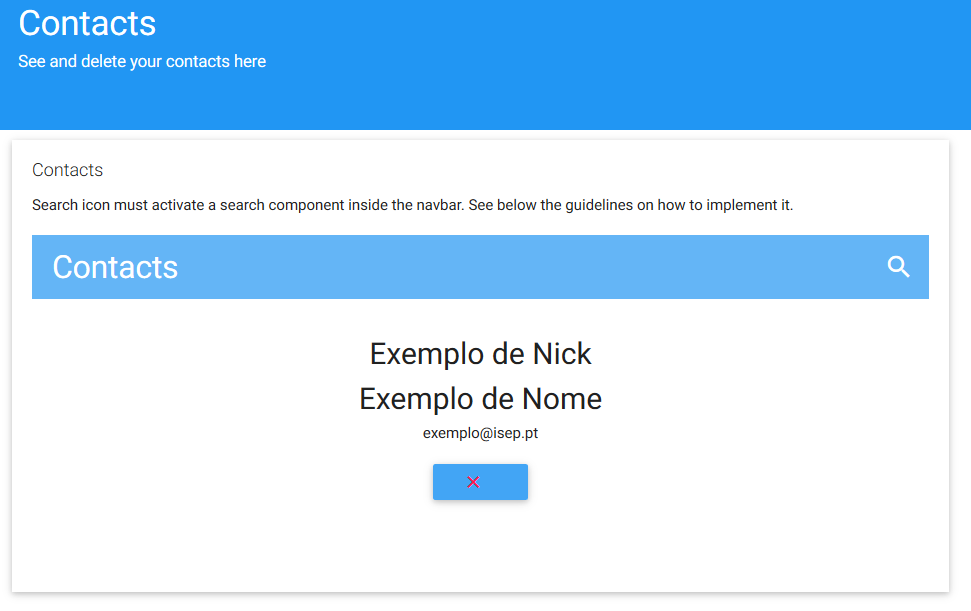 Contacts
See and delete your contacts here
Contacts
Search icon must activate a search component inside the navbar. See below the guidelines on how to implement it.
Contacts
Exemplo de Nick
Exemplo de Nome
exemplo@isep.pt